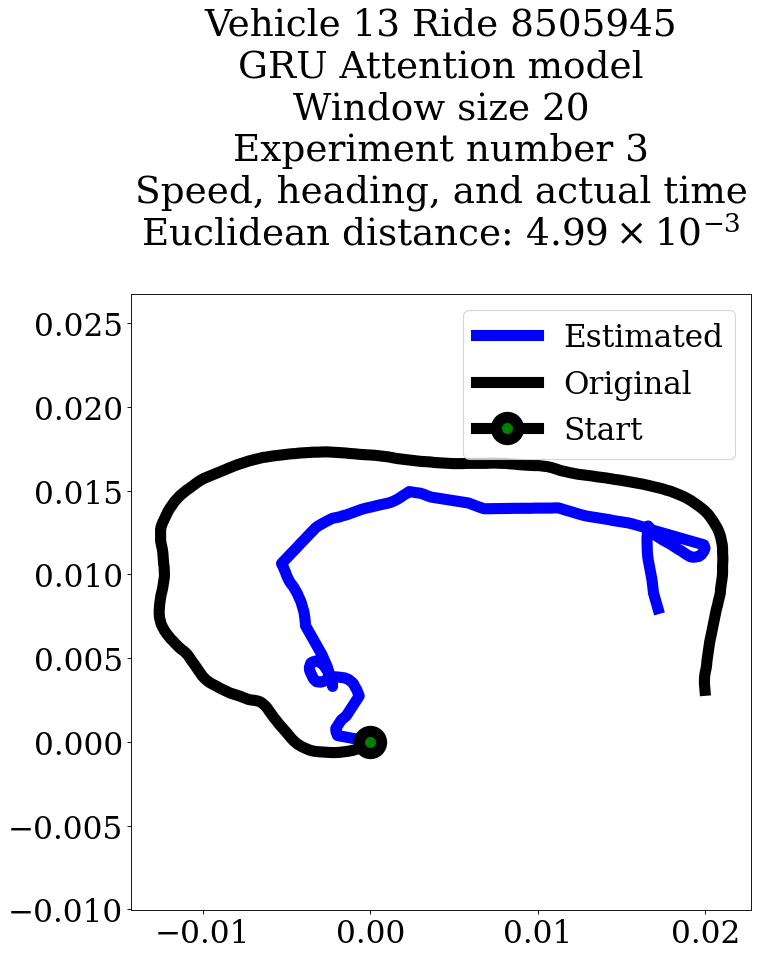 Vehicle 13 Ride 8505945
GRU Attention model
Window size 20
Experiment number 3
Speed, heading, and actual time
Euclidean distance: 4.99 × 10⁻³
Estimated
Original
Start
0.025
0.020
0.015
0.010
0.005
0.000
−0.005
−0.010
−0.01 0.00 0.01 0.02